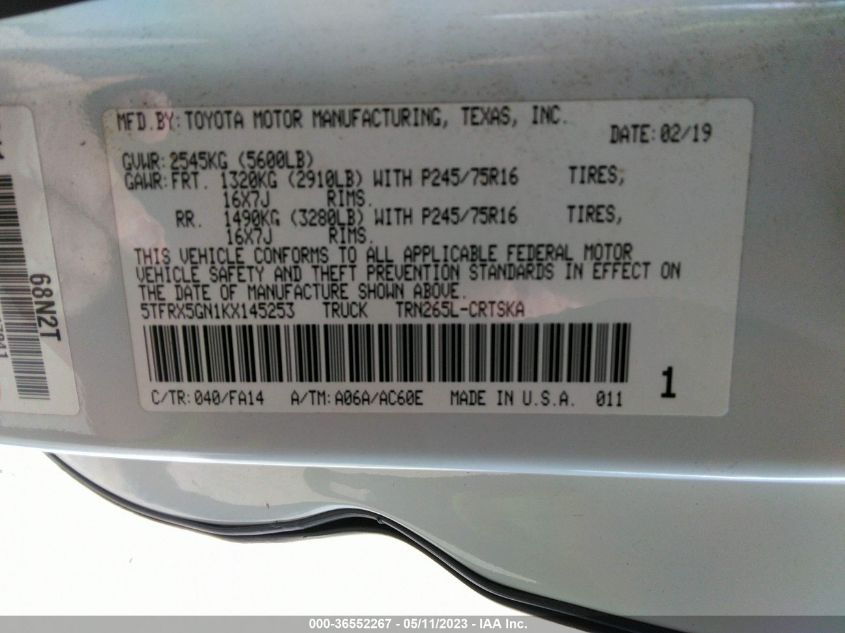 MFD.BY:TOYOTA MOTOR MANUFACTURING, TEXAS, INC.
DATE:02/19
GVWR:2545KG (5600LB)
GAWR:FRT. 1320KG (2910LB) WITH P245/75R16 TIRES,
16X7J RIMS.
RR. 1490KG (3280LB) WITH P245/75R16 TIRES,
16X7J RIMS.
THIS VEHICLE CONFORMS TO ALL APPLICABLE FEDERAL MOTOR
VEHICLE SAFETY AND THEFT PREVENTION STANDARDS IN EFFECT ON
THE DATE OF MANUFACTURE SHOWN ABOVE.
5TFRX5GN1KX145253 TRUCK TRN265L-CRTSKA
C/TR:040/FA14 A/TM:A06A/AC60E MADE IN U.S.A. 011
1
68N2T
000-36552267 - 05/11/2023 - IAA Inc.